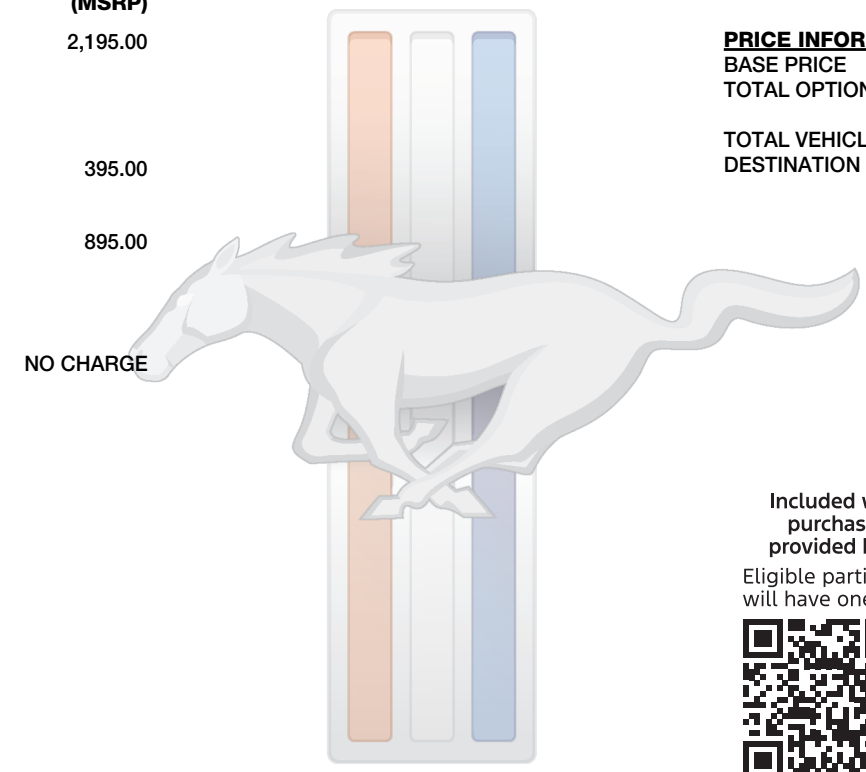 (MSRP)
2,195.00
395.00
895.00
NO CHARGE
PRICE INFOR
BASE PRICE
TOTAL OPTION
TOTAL VEHICL
DESTINATION
Included w
purchas
provided b
Eligible parti
will have one